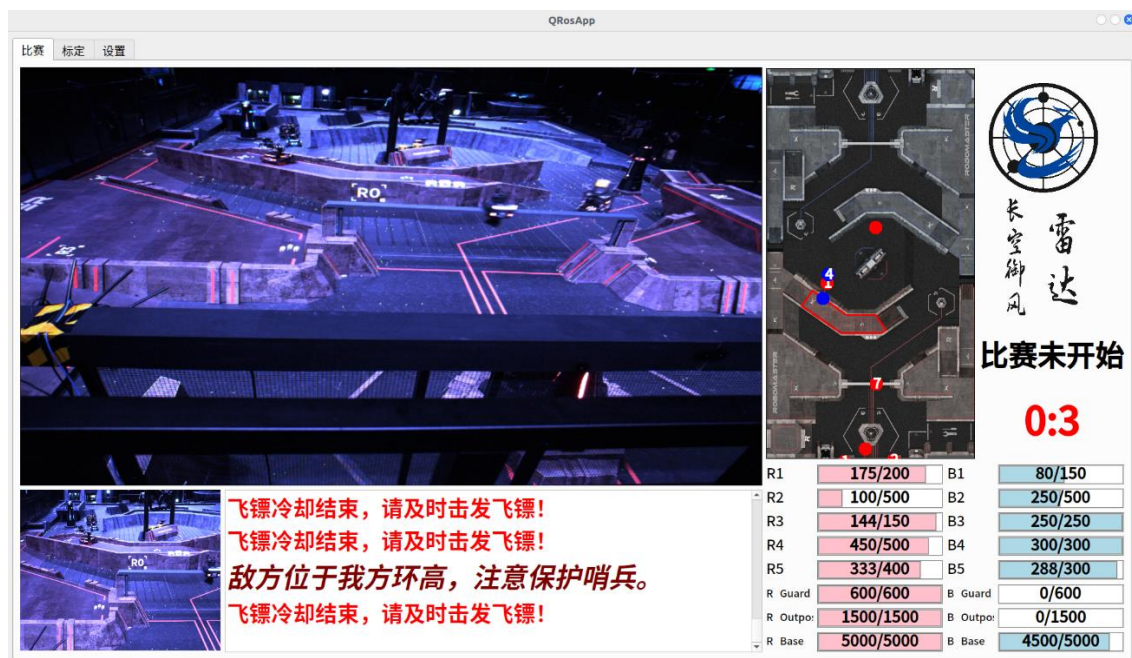 QRosApp
比赛 标定 设置
RO
ROBOMASTER
4
1
7
ROBOMASTER
长空御风
雷达
比赛未开始
0:3
飞镖冷却结束，请及时击发飞镖！
飞镖冷却结束，请及时击发飞镖！
敌方位于我方环高，注意保护哨兵。
飞镖冷却结束，请及时击发飞镖！
R1 175/200 B1 80/150
R2 100/500 B2 250/500
R3 144/150 B3 250/250
R4 450/500 B4 300/300
R5 333/400 B5 288/300
R Guard 600/600 B Guard 0/600
R Outpo: 1500/1500 B Outpo: 0/1500
R Base 5000/5000 B Base 4500/5000